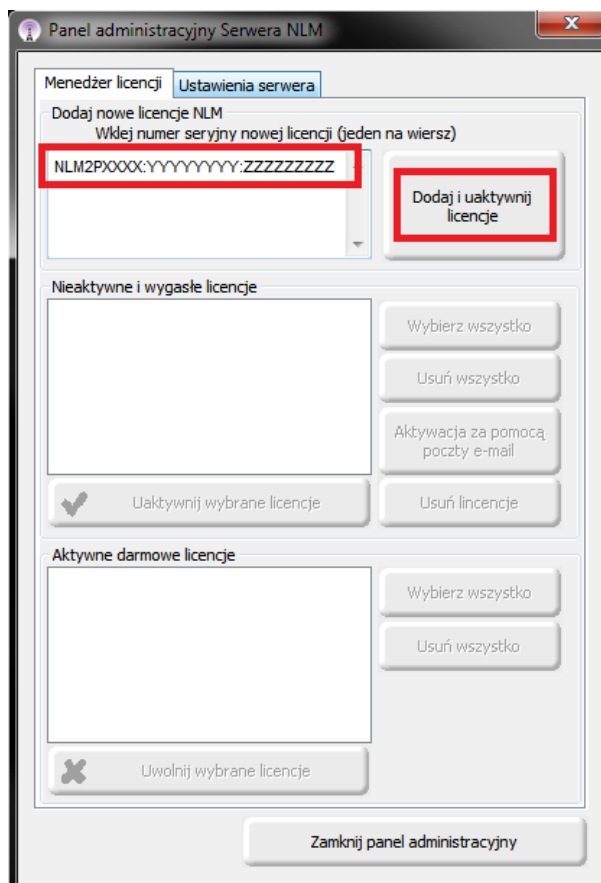 Panel administracyjny Serwera NLM
Menedżer licencji
Ustawienia serwera
Dodaj nowe licencje NLM
Wklej numer seryjny nowej licencji (jeden na wiersz)
NLM2PXXXX:YYYYYYYYY:ZZZZZZZZZ
Dodaj i uaktywnij
licencje
Nieaktywne i wygasłe licencje
Wybierz wszystko
Usuń wszystko
Aktywacja za pomocą
poczty e-mail
Uaktywnij wybrane licencje
Usuń lincencje
Aktywne darmowe licencje
Wybierz wszystko
Usuń wszystko
Uwolnij wybrane licencje
Zamknij panel administracyjny